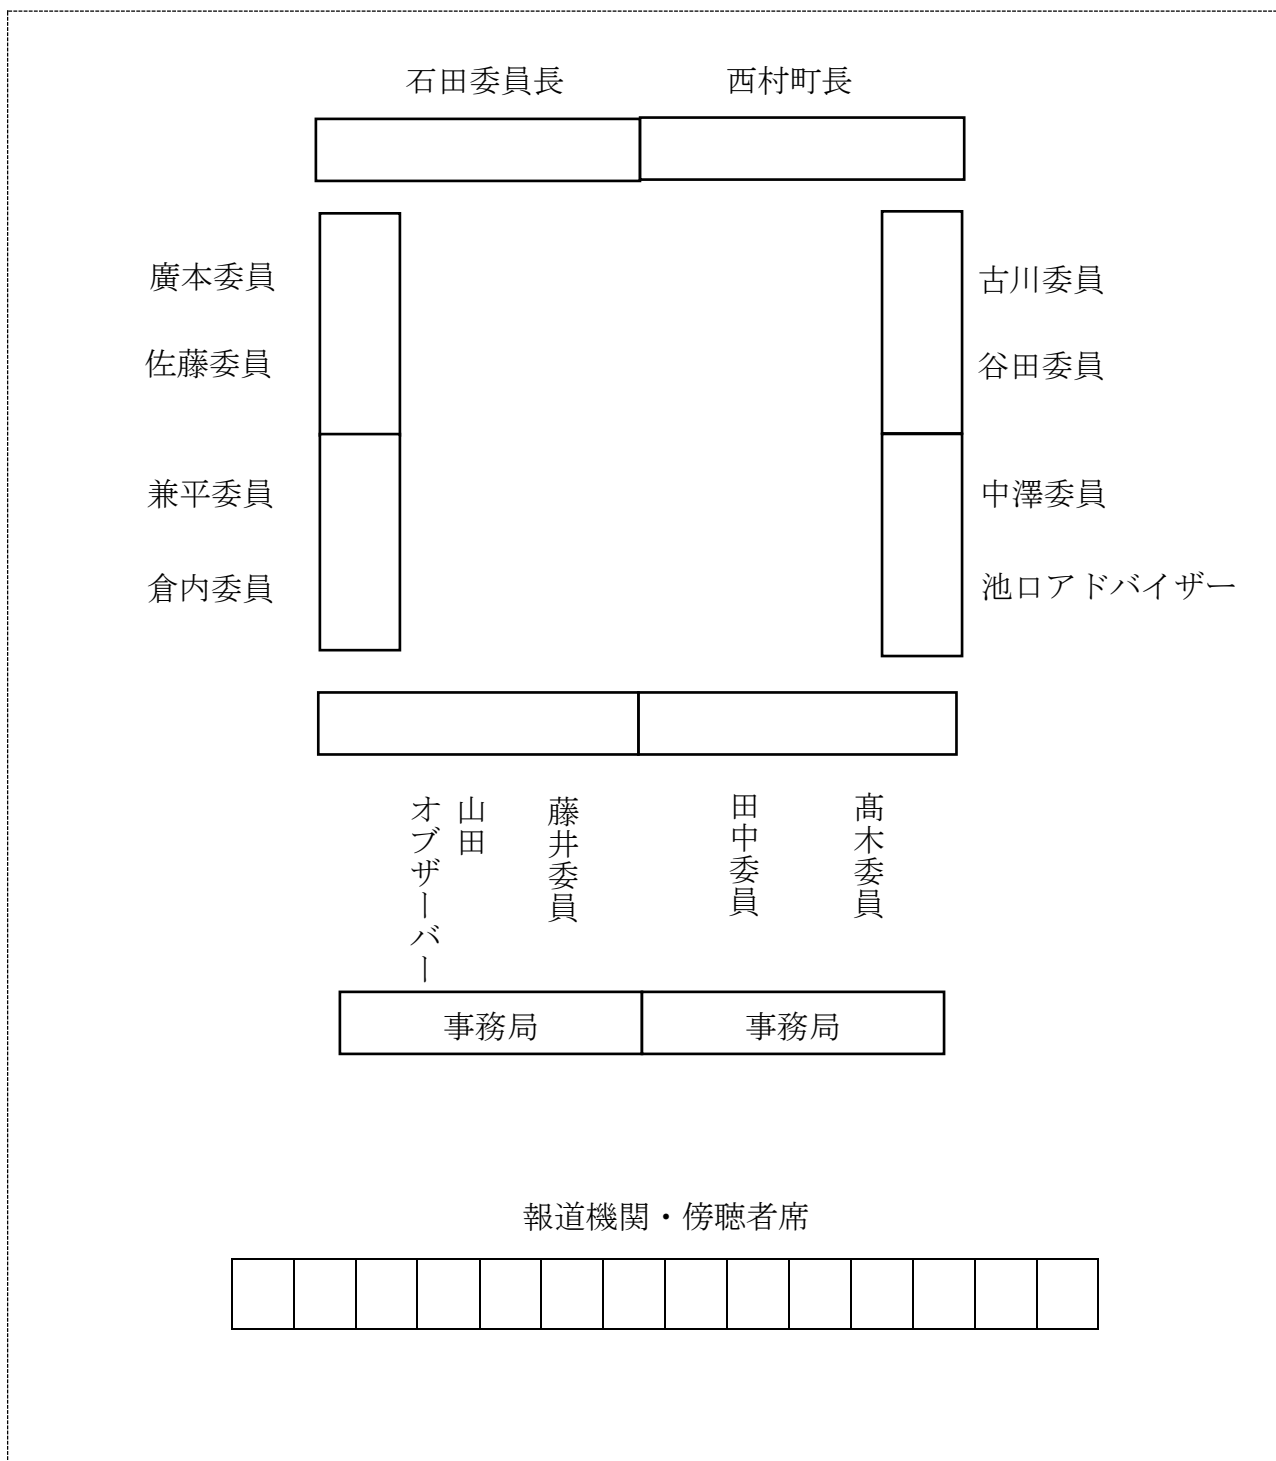 石田委員長
西村町長
廣本委員
佐藤委員
兼平委員
倉内委員
古川委員
谷田委員
中澤委員
池口アドバイザー
山田
オブザーバー
藤井委員
田中委員
髙木委員
事務局
事務局
報道機関・傍聴者席